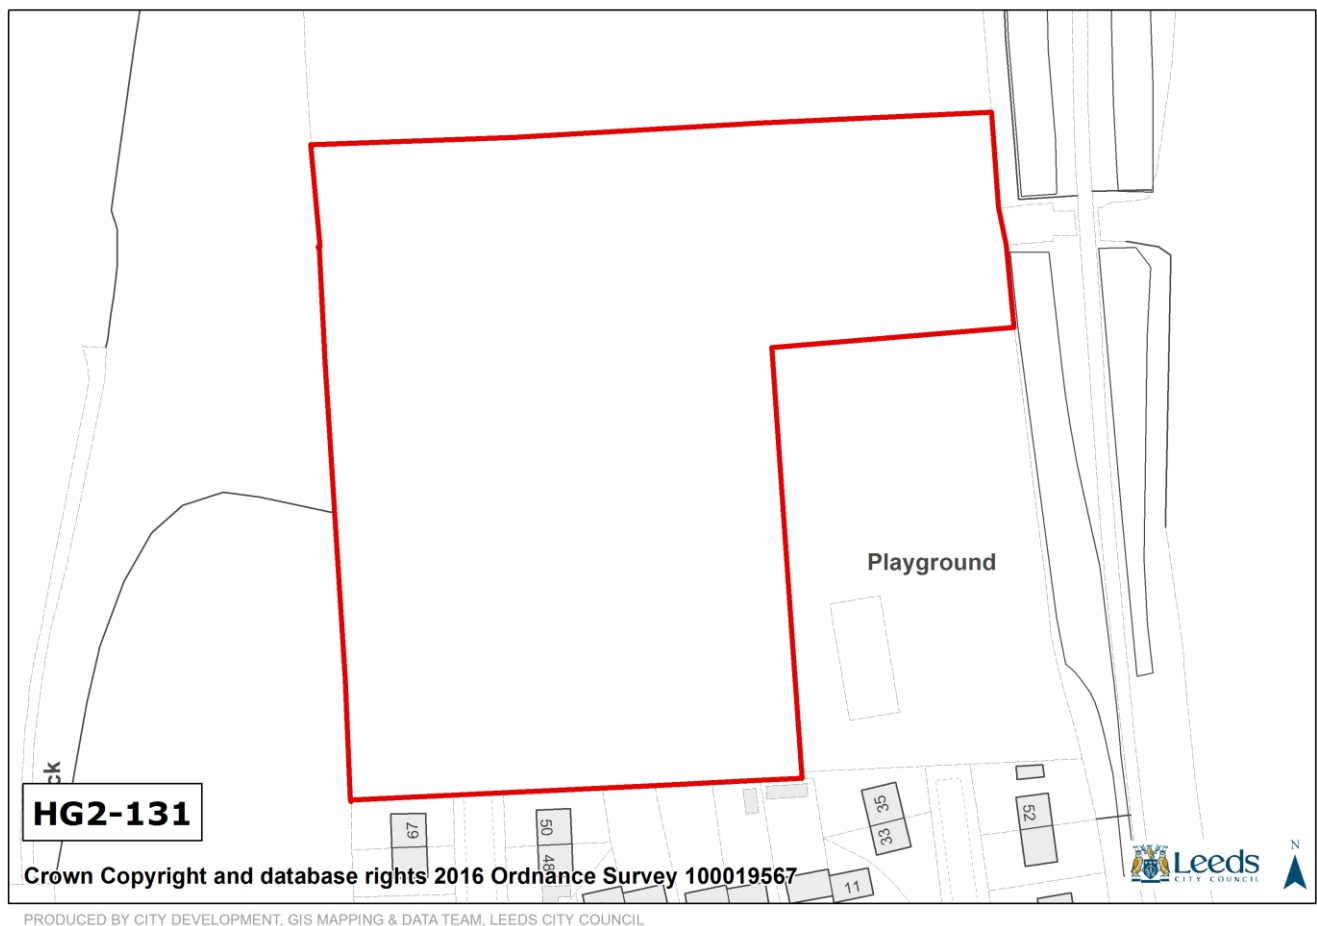 Playground
ck
HG2-131
67
50
48
35
33
52
11
N
Leeds
CITY COUNCIL
Crown Copyright and database rights 2016 Ordnance Survey 100019567
PRODUCED BY CITY DEVELOPMENT, GIS MAPPING & DATA TEAM, LEEDS CITY COUNCIL